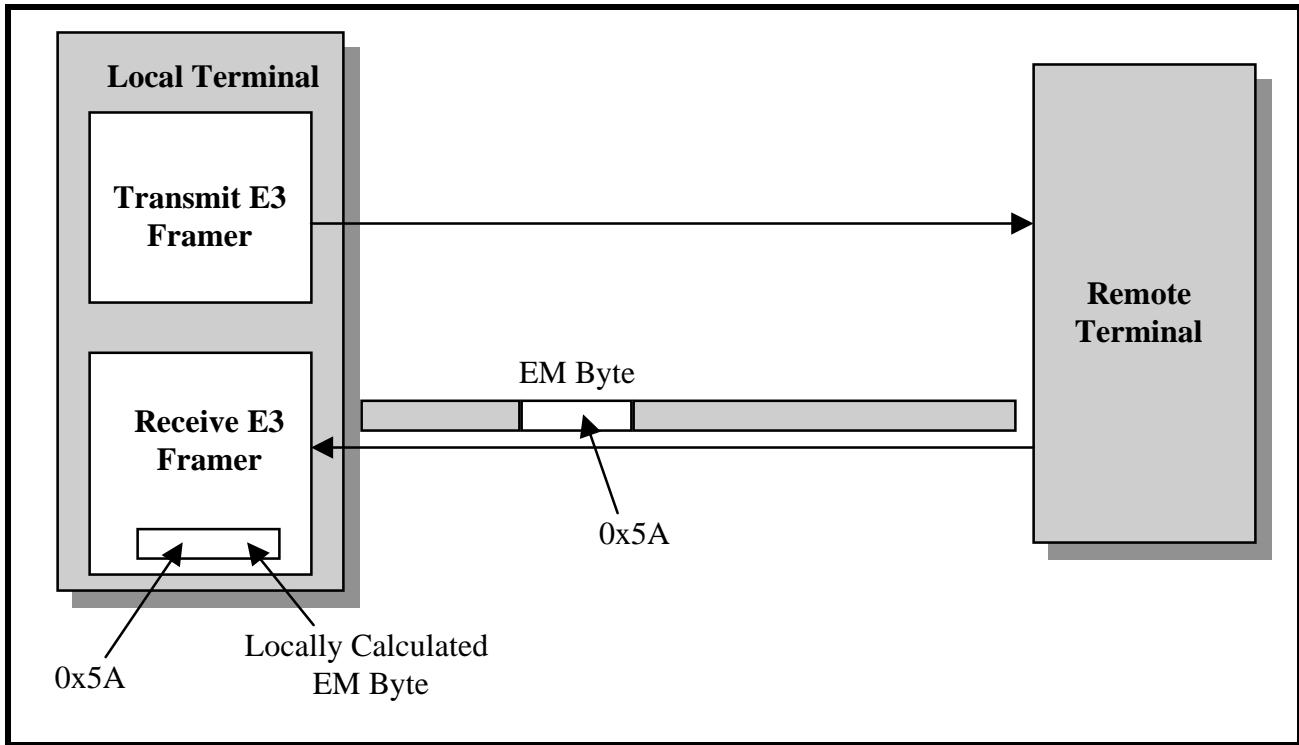 Local Terminal
Transmit E3
Framer
Remote
Terminal
EM Byte
Receive E3
Framer
0x5A
Locally Calculated
EM Byte
0x5A